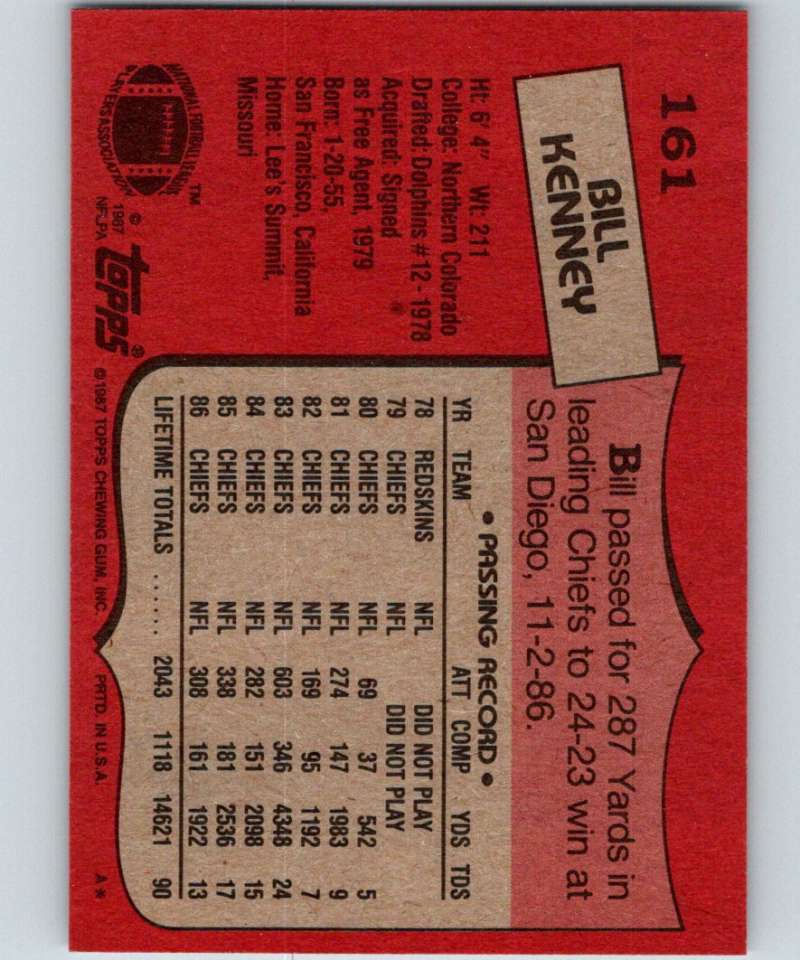 161
BILL
KENNEY
Ht: 6' 4" Wt: 211
College: Northern Colorado
Drafted: Dolphins #12-1978
Acquired: Signed
as Free Agent, 1979
Born: 1-20-55,
San Francisco, California
Home: Lee's Summit,
Missouri
NATIONAL FOOTBALL LEAGUE
PLAYERS ASSOCIATION
TM
© 1987
NFLPA
topps®
Bill passed for 287 Yards in
leading Chiefs to 24-23 win at
San Diego, 11-2-86.
• PASSING RECORD •
YR TEAM ATT COMP YDS TDS
78 REDSKINS NFL DID NOT PLAY
79 CHIEFS NFL DID NOT PLAY
80 CHIEFS NFL 69 37 542 5
81 CHIEFS NFL 274 147 1983 9
82 CHIEFS NFL 169 95 1192 7
83 CHIEFS NFL 603 346 4348 24
84 CHIEFS NFL 282 151 2098 15
85 CHIEFS NFL 338 181 2536 17
86 CHIEFS NFL 308 161 1922 13
LIFETIME TOTALS ...... 2043 1118 14621 90
©1987 TOPPS CHEWING GUM, INC. PRTD. IN U.S.A. A*